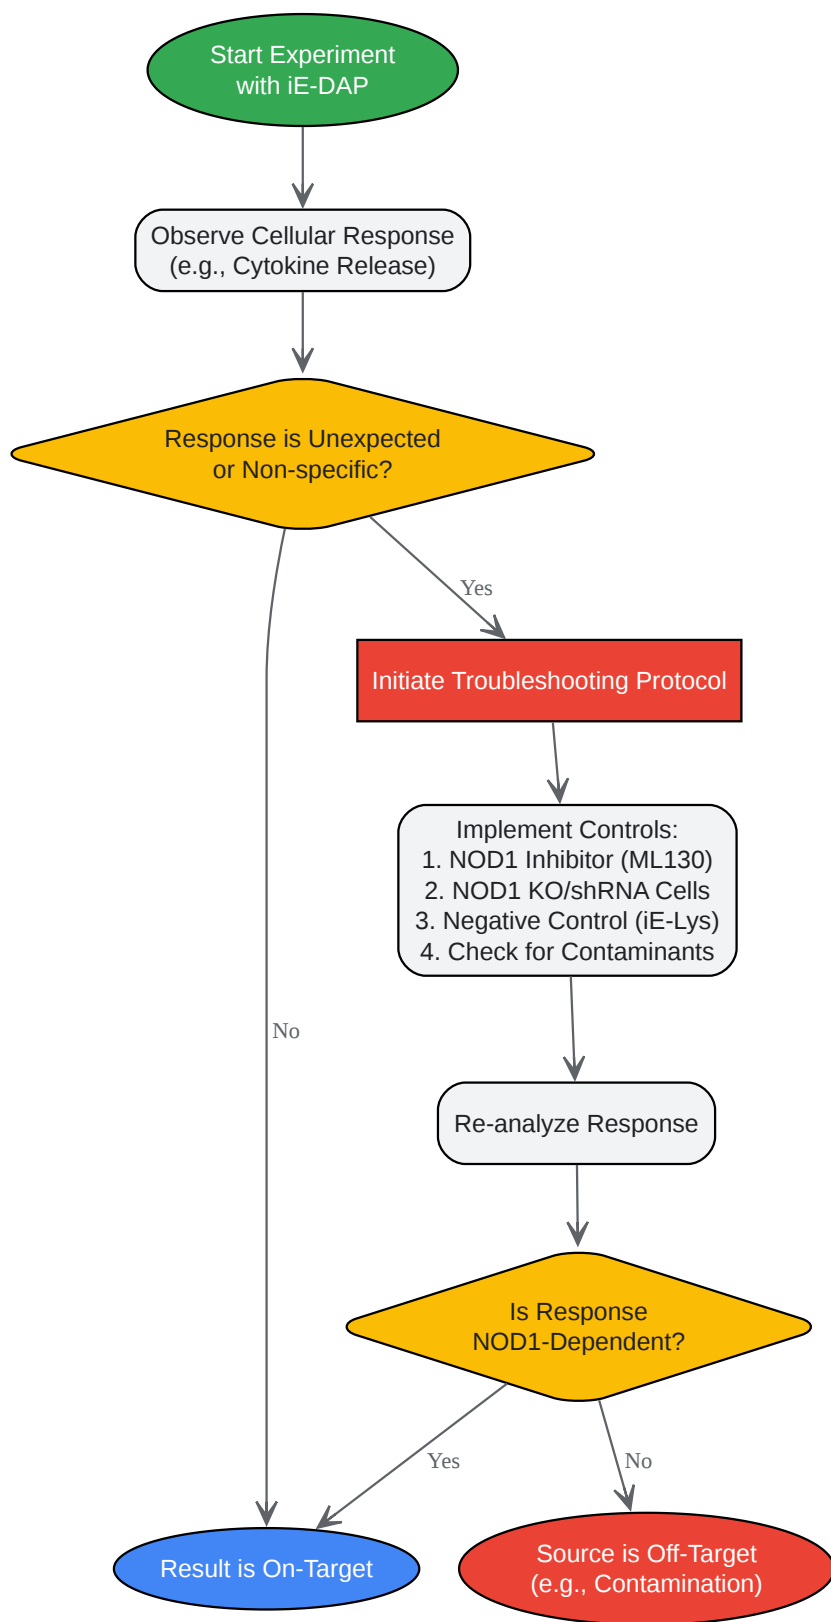 Start Experiment
with iE-DAP
Observe Cellular Response
(e.g., Cytokine Release)
Response is Unexpected
or Non-specific?
Yes
Initiate Troubleshooting Protocol
Implement Controls:
1. NOD1 Inhibitor (ML130)
2. NOD1 KO/shRNA Cells
3. Negative Control (iE-Lys)
4. Check for Contaminants
No
Re-analyze Response
Is Response
NOD1-Dependent?
Yes
No
Result is On-Target
Source is Off-Target
(e.g., Contamination)